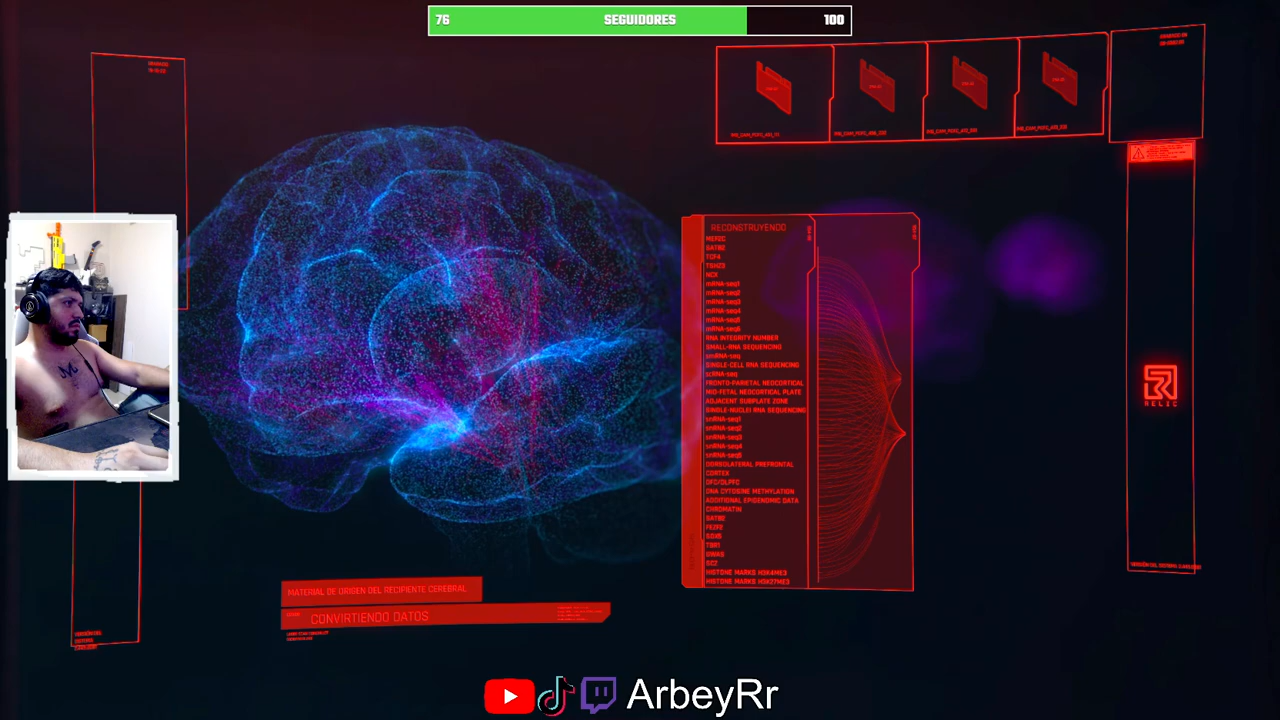 76 SEGUIDORES 100
RECONSTRUYENDO
MEF2C
SATB2
TCF4
TSHZ3
NCX
mRNA-seq1
mRNA-seq2
mRNA-seq3
mRNA-seq4
mRNA-seq5
mRNA-seq6
RNA INTEGRITY NUMBER
SMALL-RNA SEQUENCING
smRNA-seq
SINGLE-CELL RNA SEQUENCING
scRNA-seq
FRONTO-PARIETAL NEOCORTICAL
MID-FETAL NEOCORTICAL PLATE
ADJACENT SUBPLATE ZONE
SINGLE-NUCLEI RNA SEQUENCING
snRNA-seq1
snRNA-seq2
snRNA-seq3
snRNA-seq4
snRNA-seq5
DORSOLATERAL PREFRONTAL
CORTEX
DFC/DLPFC
DNA CYTOSINE METHYLATION
ADDITIONAL EPIGENOMIC DATA
CHROMATIN
SATB2
FEZF2
SOX5
TBR1
GWAS
SCZ
HISTONE MARKS H3K4ME3
HISTONE MARKS H3K27ME3
RELIC
MATERIAL DE ORIGEN DEL RECIPIENTE CEREBRAL
CONVIRTIENDO DATOS
VERSIÓN DEL
SISTEMA
ArbeyRr